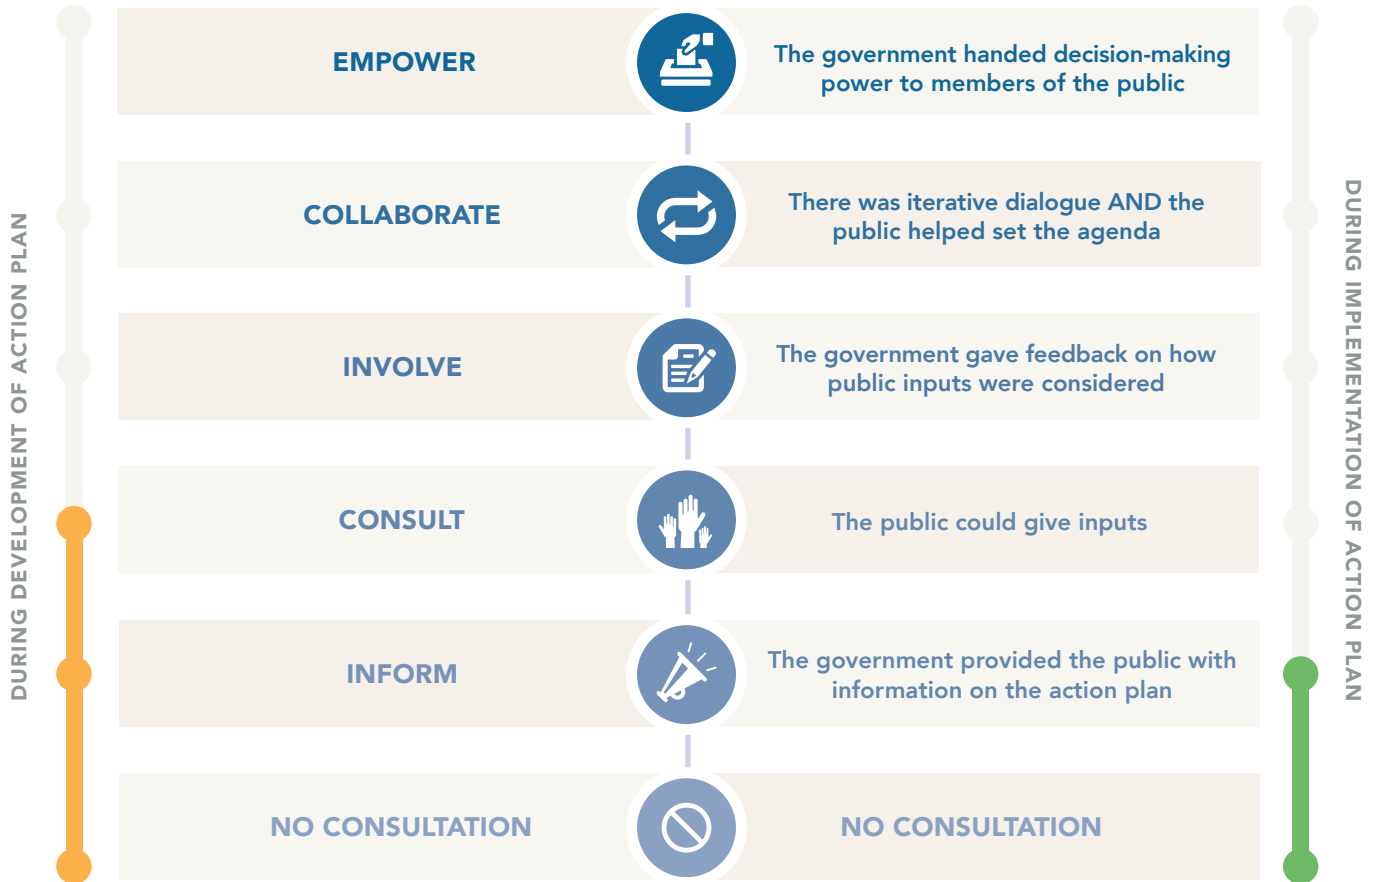 DURING DEVELOPMENT OF ACTION PLAN
EMPOWER
The government handed decision-making
power to members of the public
COLLABORATE
There was iterative dialogue AND the
public helped set the agenda
INVOLVE
The government gave feedback on how
public inputs were considered
CONSULT
The public could give inputs
INFORM
The government provided the public with
information on the action plan
NO CONSULTATION
NO CONSULTATION
DURING IMPLEMENTATION OF ACTION PLAN